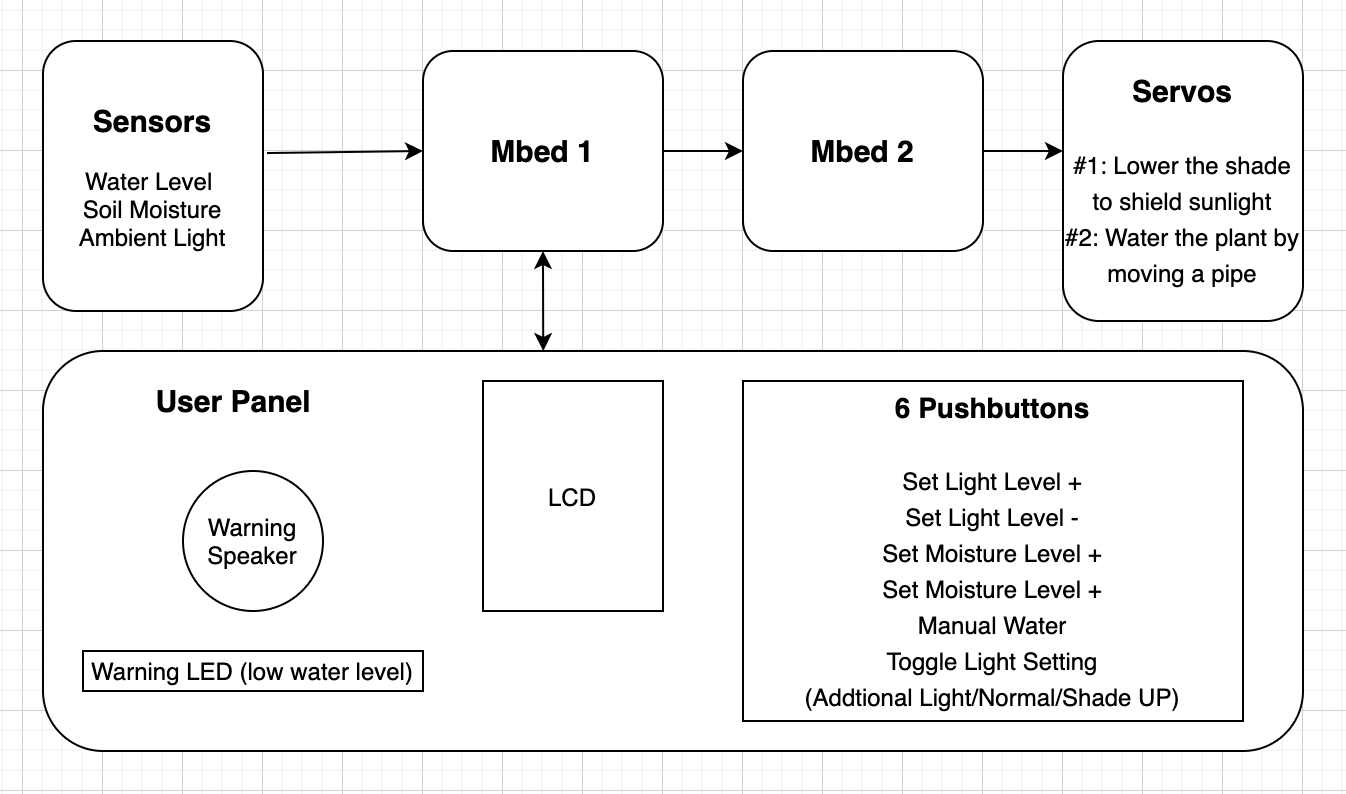 Sensors
Water Level
Soil Moisture
Ambient Light
Mbed 1
Mbed 2
Servos
#1: Lower the shade
to shield sunlight
#2: Water the plant by
moving a pipe
User Panel
Warning
Speaker
Warning LED (low water level)
LCD
6 Pushbuttons
Set Light Level +
Set Light Level -
Set Moisture Level +
Set Moisture Level +
Manual Water
Toggle Light Setting
(Addtional Light/Normal/Shade UP)